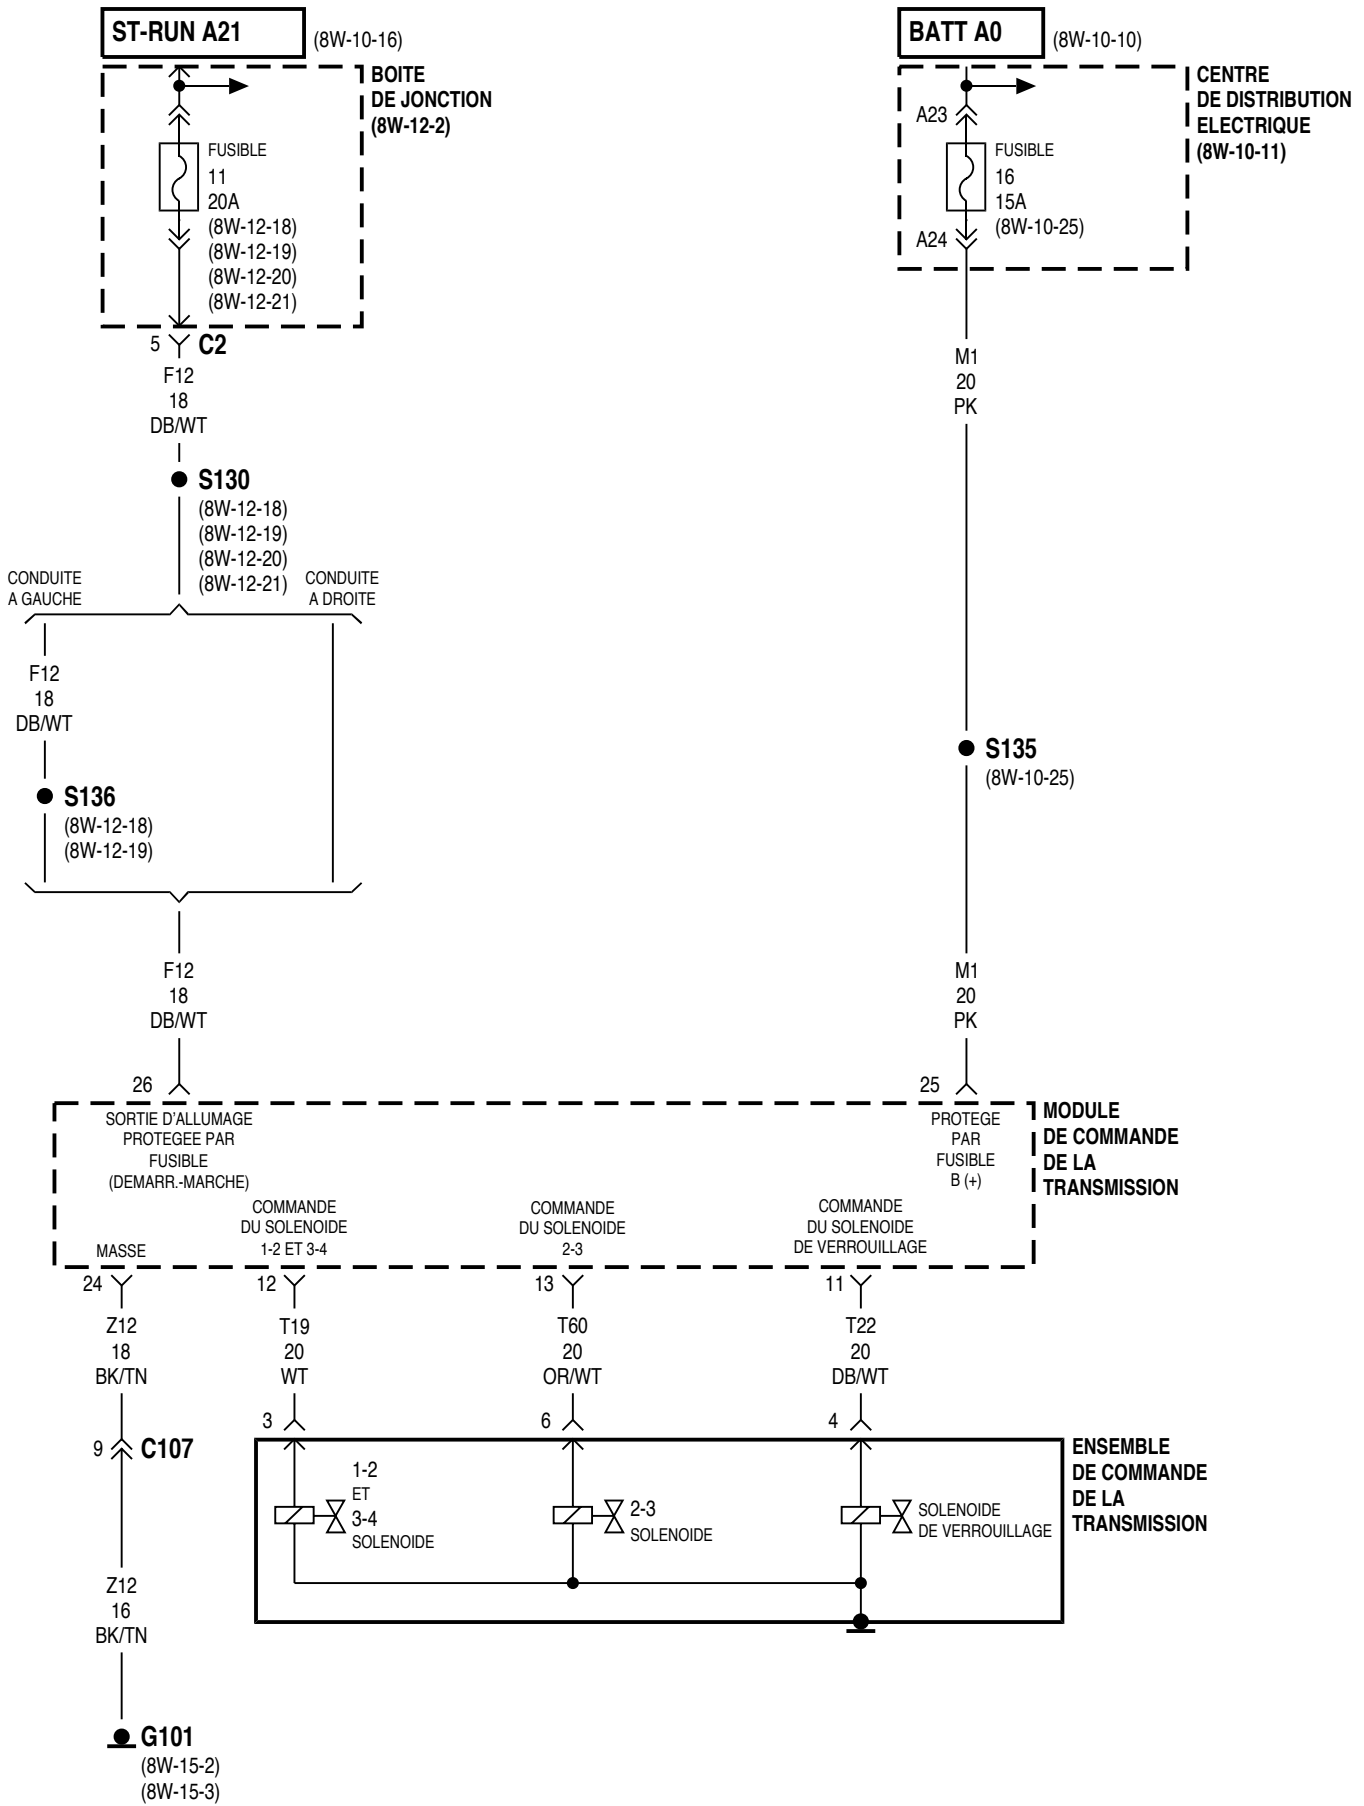 ST-RUN A21
(8W-10-16)
BATT A0
(8W-10-10)
BOITE
DE JONCTION
(8W-12-2)
FUSIBLE
11
20A
(8W-12-18)
(8W-12-19)
(8W-12-20)
(8W-12-21)
CENTRE
DE DISTRIBUTION
ELECTRIQUE
(8W-10-11)
A23
FUSIBLE
16
15A
(8W-10-25)
A24
5
C2
F12
18
DB/WT
M1
20
PK
S130
(8W-12-18)
(8W-12-19)
(8W-12-20)
(8W-12-21)
CONDUITE
A GAUCHE
CONDUITE
A DROITE
F12
18
DB/WT
S136
(8W-12-18)
(8W-12-19)
S135
(8W-10-25)
F12
18
DB/WT
M1
20
PK
26
25
SORTIE D'ALLUMAGE
PROTEGEE PAR
FUSIBLE
(DEMARR.-MARCHE)
PROTEGE
PAR
FUSIBLE
B (+)
MODULE
DE COMMANDE
DE LA
TRANSMISSION
MASSE
COMMANDE
DU SOLENOIDE
1-2 ET 3-4
COMMANDE
DU SOLENOIDE
2-3
COMMANDE
DU SOLENOIDE
DE VERROUILLAGE
24
12
13
11
Z12
18
BK/TN
T19
20
WT
T60
20
OR/WT
T22
20
DB/WT
3
6
4
9
C107
1-2
ET
3-4
SOLENOIDE
2-3
SOLENOIDE
SOLENOIDE
DE VERROUILLAGE
ENSEMBLE
DE COMMANDE
DE LA
TRANSMISSION
Z12
16
BK/TN
G101
(8W-15-2)
(8W-15-3)